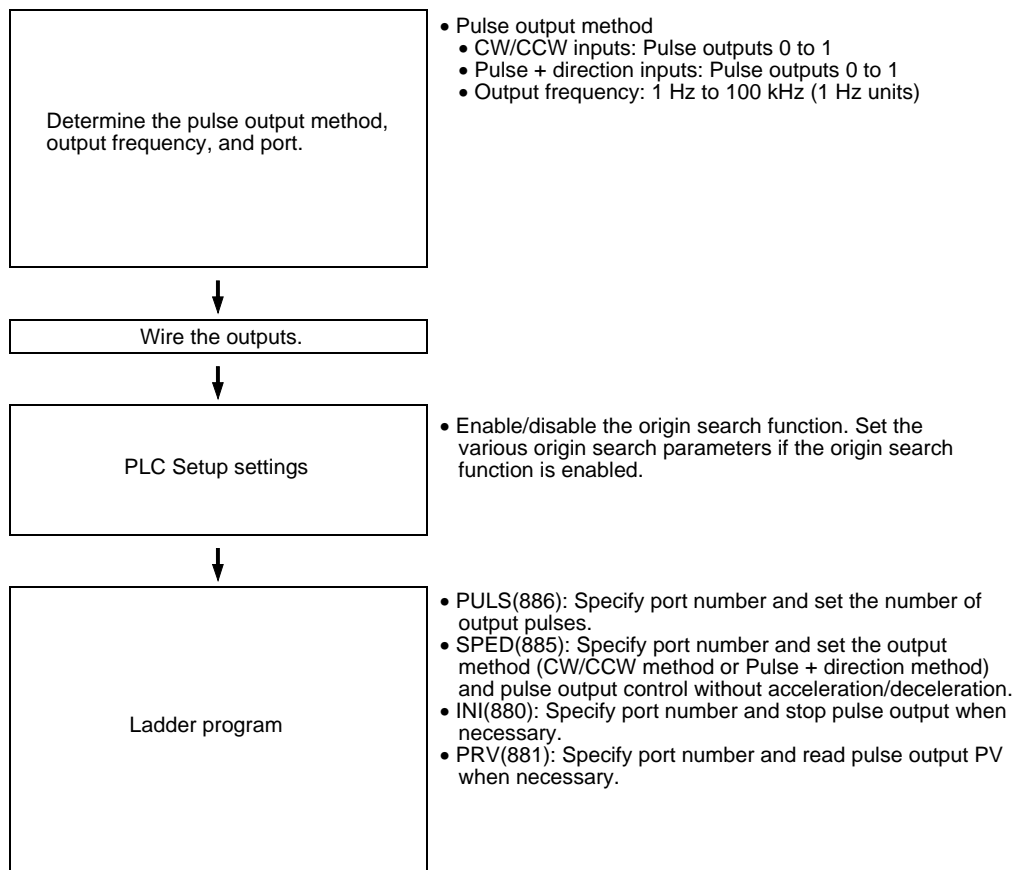 Determine the pulse output method,
output frequency, and port.
• Pulse output method
• CW/CCW inputs: Pulse outputs 0 to 1
• Pulse + direction inputs: Pulse outputs 0 to 1
• Output frequency: 1 Hz to 100 kHz (1 Hz units)
Wire the outputs.
PLC Setup settings
• Enable/disable the origin search function. Set the
various origin search parameters if the origin search
function is enabled.
Ladder program
• PULS(886): Specify port number and set the number of
output pulses.
• SPED(885): Specify port number and set the output
method (CW/CCW method or Pulse + direction method)
and pulse output control without acceleration/deceleration.
• INI(880): Specify port number and stop pulse output when
necessary.
• PRV(881): Specify port number and read pulse output PV
when necessary.